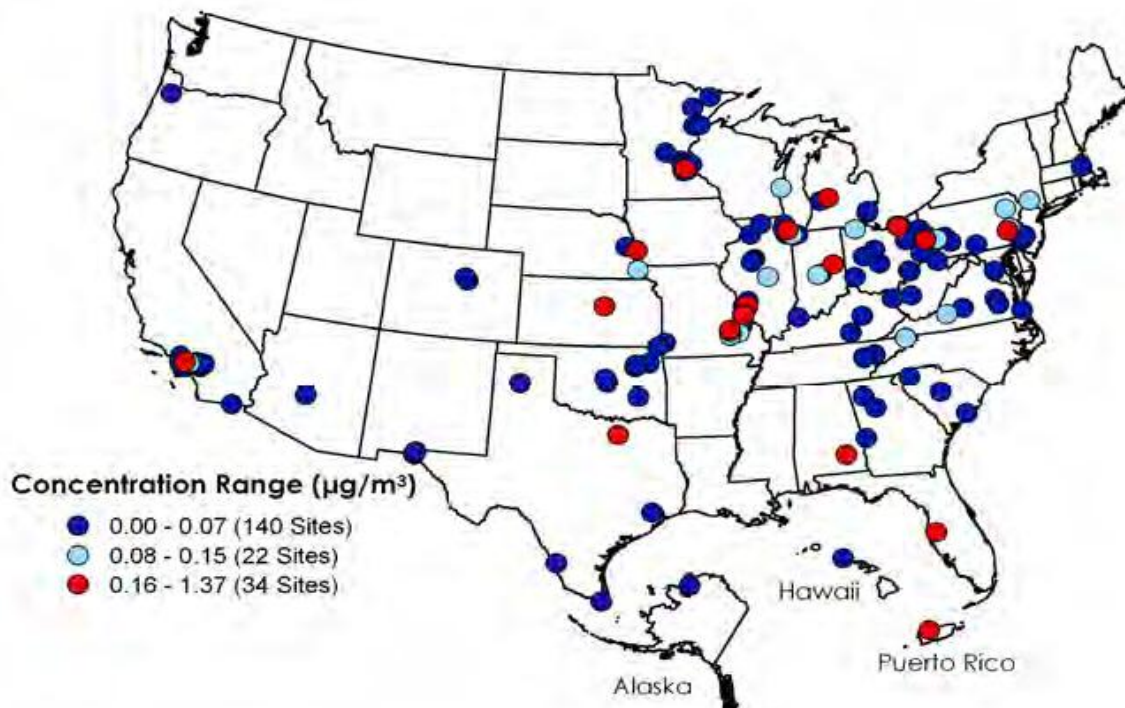 Concentration Range (µg/m³)
0.00 - 0.07 (140 Sites)
0.08 - 0.15 (22 Sites)
0.16 - 1.37 (34 Sites)
Hawaii
Puerto Rico
Alaska